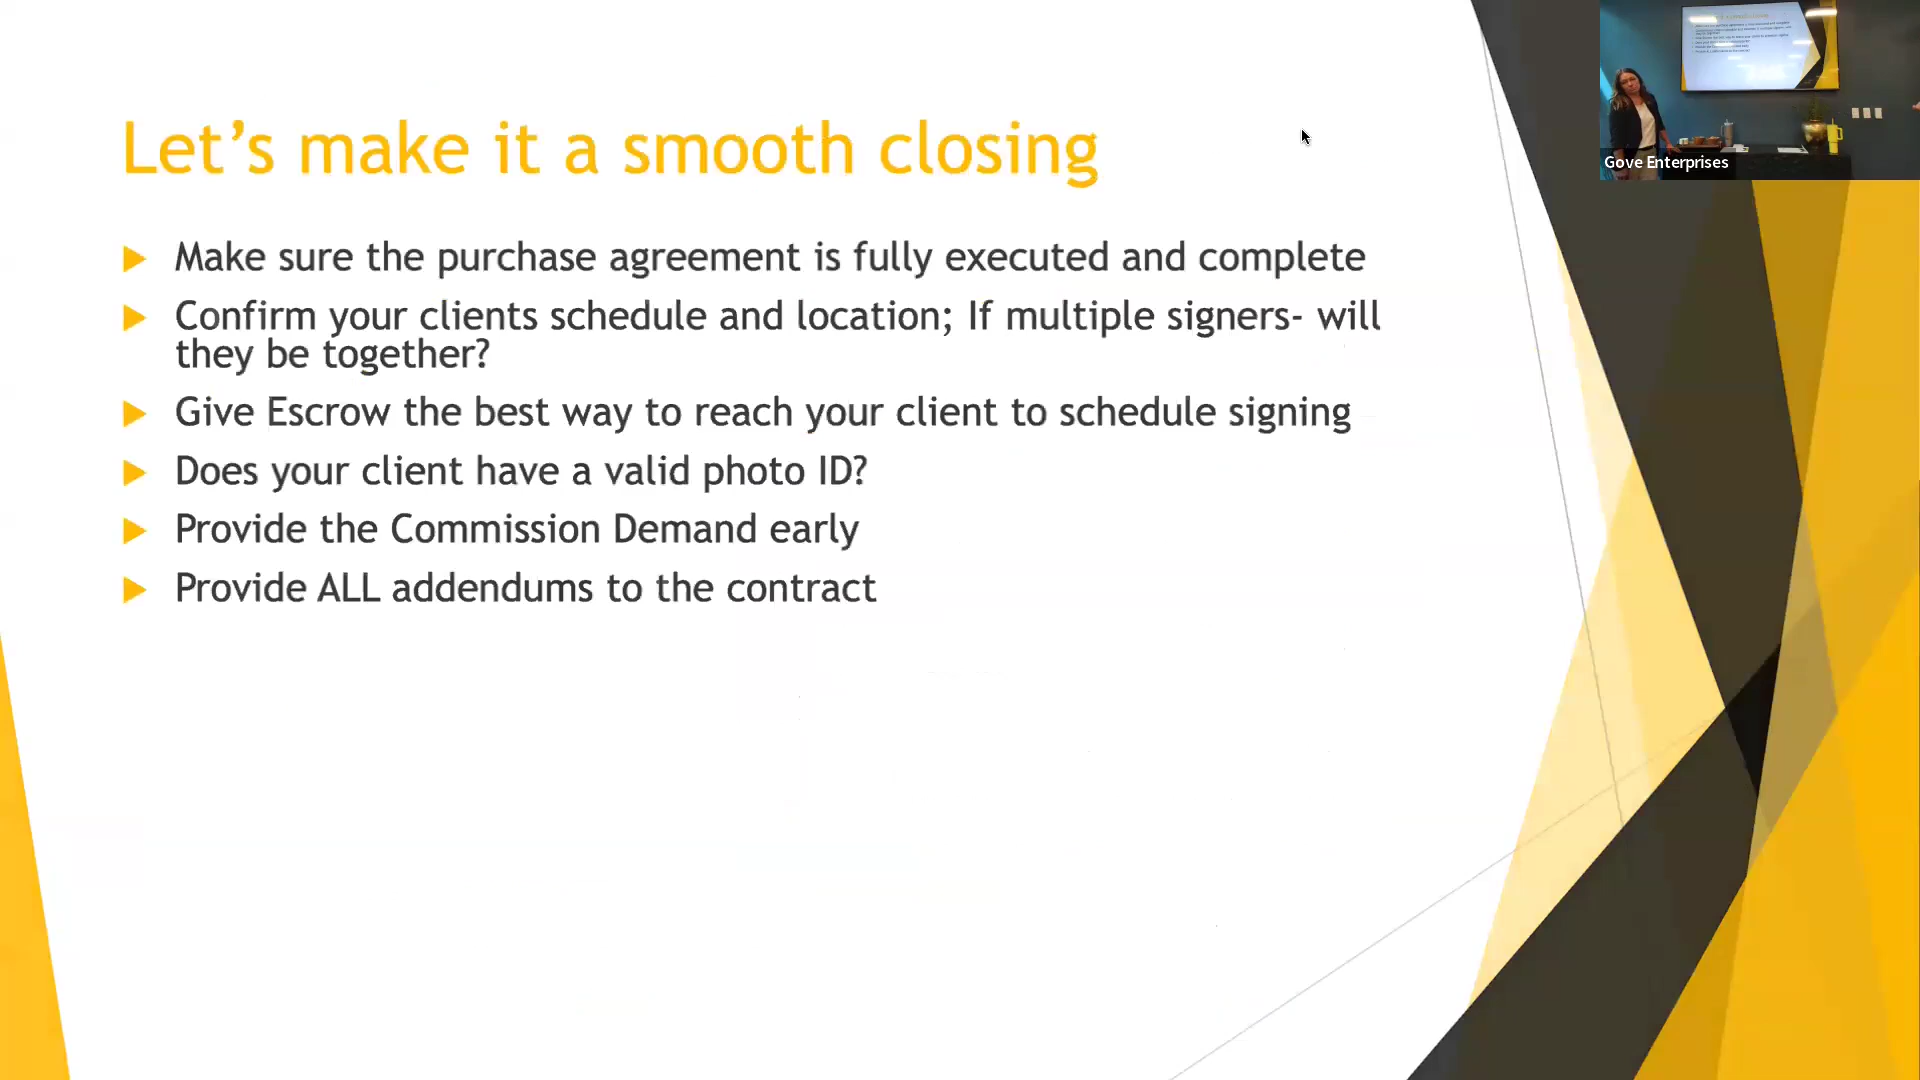 Let’s make it a smooth closing
Make sure the purchase agreement is fully executed and complete
Confirm your clients schedule and location; If multiple signers- will
they be together?
Give Escrow the best way to reach your client to schedule signing
Does your client have a valid photo ID?
Provide the Commission Demand early
Provide ALL addendums to the contract
Gove Enterprises